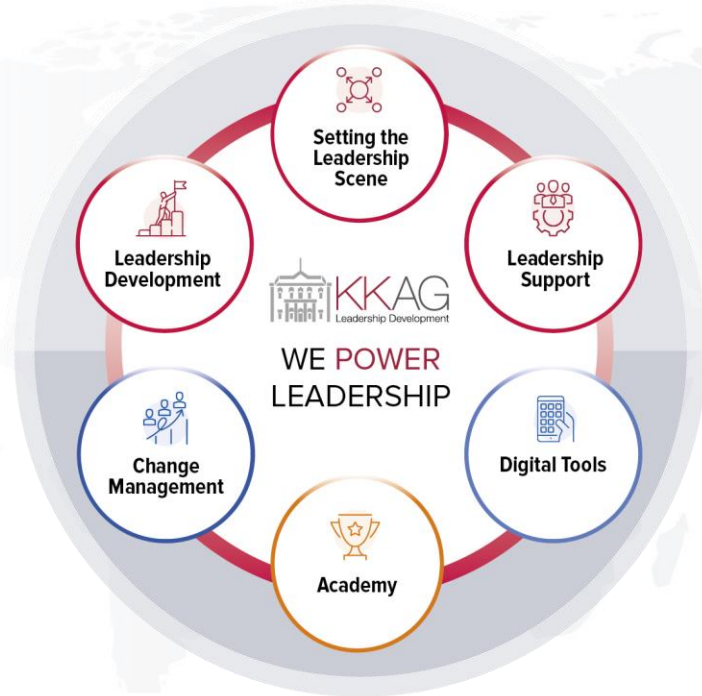 Setting the
Leadership
Scene
Leadership
Development
Leadership
Support
KKAG
Leadership Development
WE POWER
LEADERSHIP
Change
Management
Digital Tools
Academy